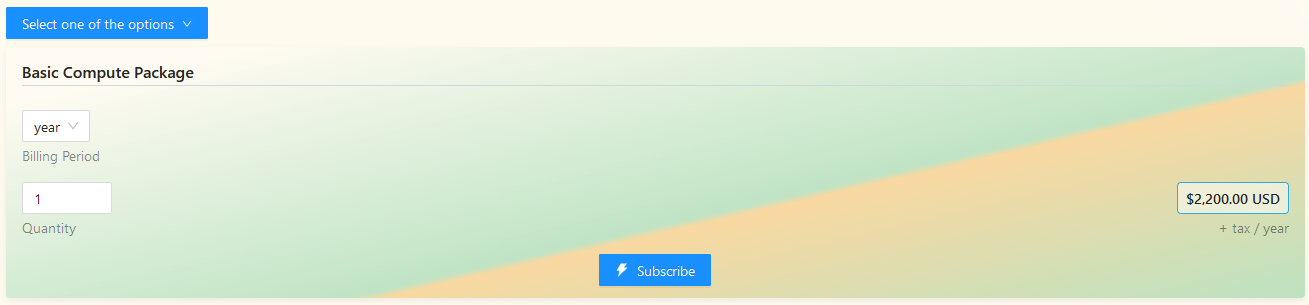 Select one of the options
Basic Compute Package
year
Billing Period
1
$2,200.00 USD
Quantity
+ tax / year
Subscribe